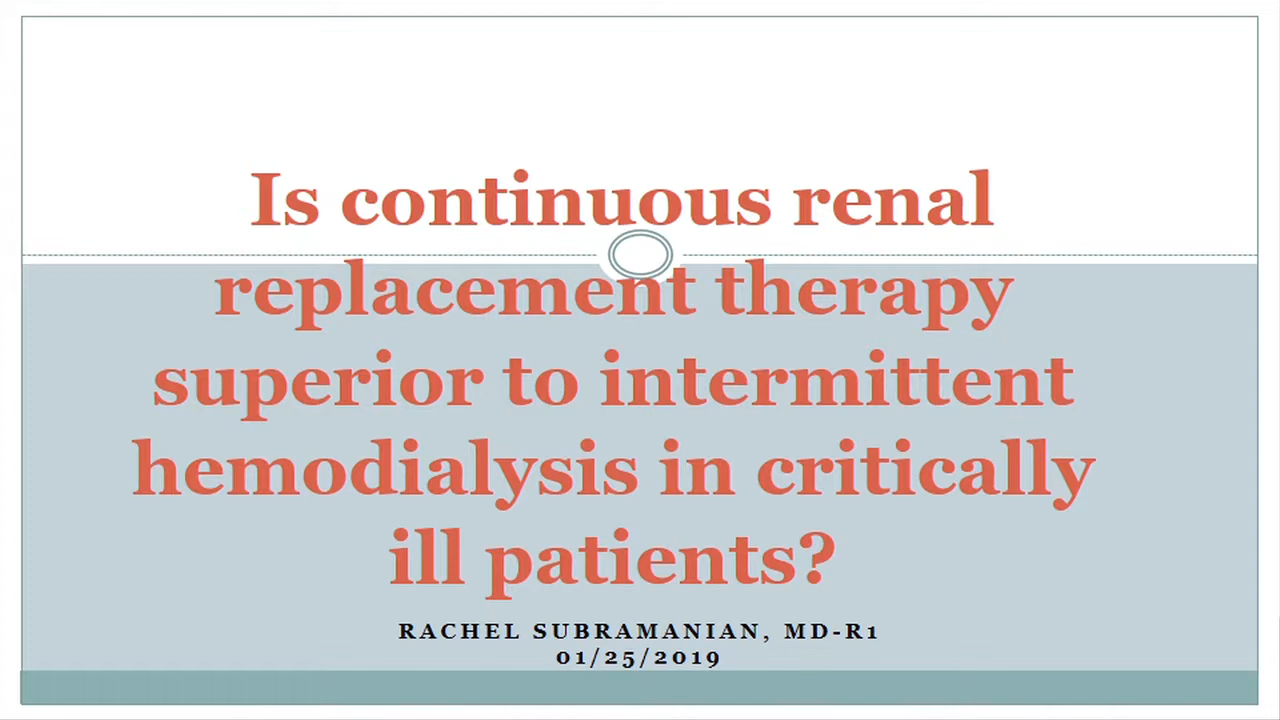 Is continuous renal
replacement therapy
superior to intermittent
hemodialysis in critically
ill patients?
RACHEL SUBRAMANIAN, MD-R1
01/25/2019